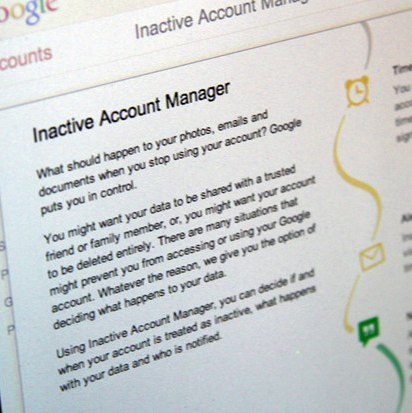 oogle
Inactive Account Manag
counts
Inactive Account Manager
What should happen to your photos, emails and
documents when you stop using your account? Google
puts you in control.
You might want your data to be shared with a trusted
friend or family member, or, you might want your account
to be deleted entirely. There are many situations that
might prevent you from accessing or using your Google
account. Whatever the reason, we give you the option of
deciding what happens to your data.
Using Inactive Account Manager, you can decide if and
when your account is treated as inactive, what happens
with your data and who is notified.
Time
You